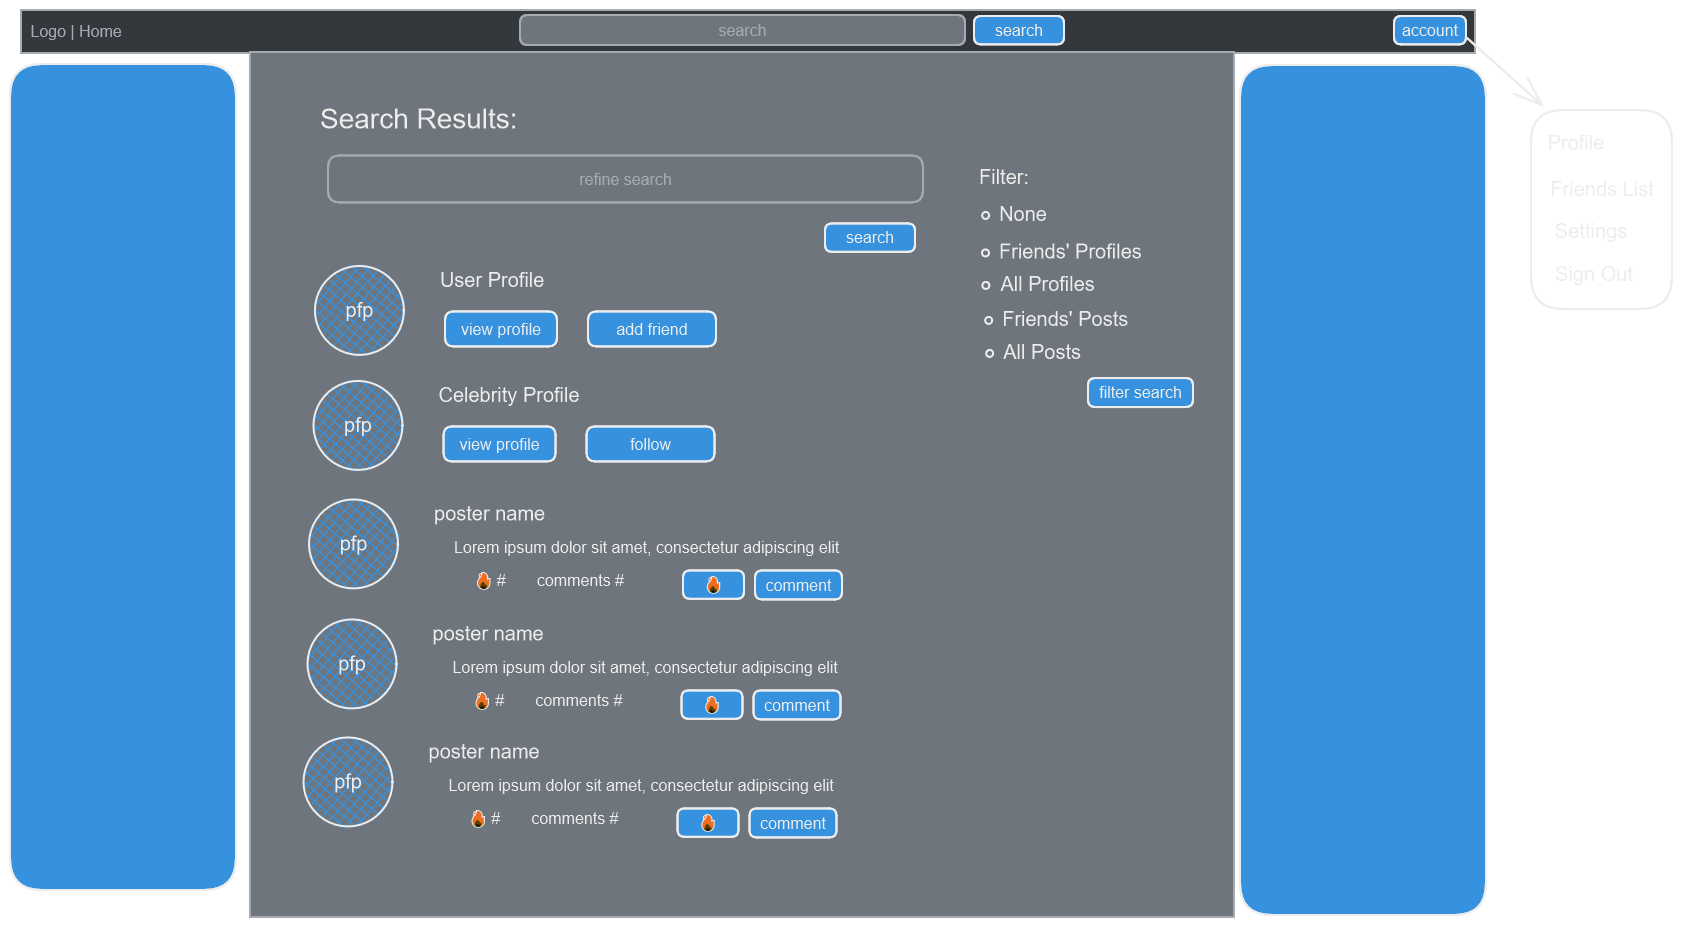 Logo | Home
search
search
account
Profile
Friends List
Settings
Sign Out
Search Results:
refine search
search
Filter:
None
Friends' Profiles
All Profiles
Friends' Posts
All Posts
filter search
pfp
User Profile
view profile
add friend
pfp
Celebrity Profile
view profile
follow
pfp
poster name
Lorem ipsum dolor sit amet, consectetur adipiscing elit
🔥 # comments #
🔥 comment
pfp
poster name
Lorem ipsum dolor sit amet, consectetur adipiscing elit
🔥 # comments #
🔥 comment
pfp
poster name
Lorem ipsum dolor sit amet, consectetur adipiscing elit
🔥 # comments #
🔥 comment